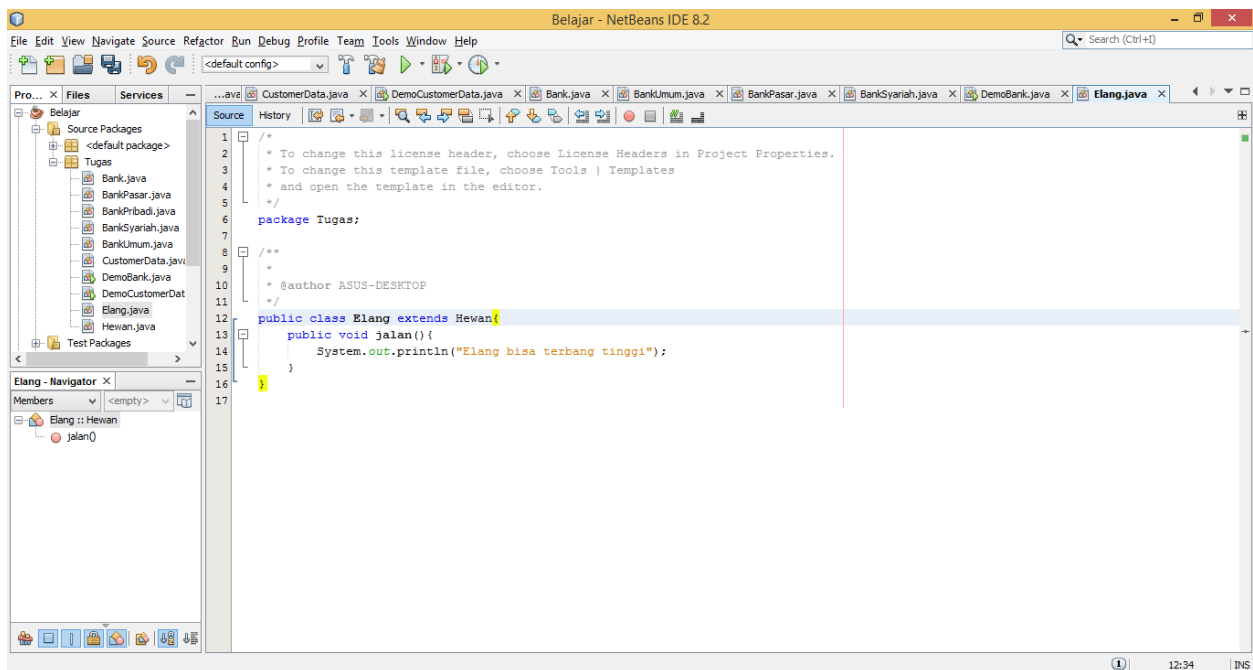 Belajar - NetBeans IDE 8.2
File Edit View Navigate Source Refactor Run Debug Profile Team Tools Window Help
Search (Ctrl+I)
<default config>
Pro... Files Services
...ava CustomerData.java DemoCustomerData.java Bank.java BankUmum.java BankPasar.java BankSyariah.java DemoBank.java Elang.java
Belajar
Source Packages
<default package>
Tugas
Bank.java
BankPasar.java
BankPribadi.java
BankSyariah.java
BankUmum.java
CustomerData.java
DemoBank.java
DemoCustomerDat
Elang.java
Hewan.java
Test Packages
Elang - Navigator
Members <empty>
Elang :: Hewan
jalan()
Source History
1 /*
2 * To change this license header, choose License Headers in Project Properties.
3 * To change this template file, choose Tools | Templates
4 * and open the template in the editor.
5 */
6 package Tugas;
7
8 /**
9 *
10 * @author ASUS-DESKTOP
11 */
12 public class Elang extends Hewan{
13 public void jalan(){
14 System.out.println("Elang bisa terbang tinggi");
15 }
16 }
17
1 12:34 INS